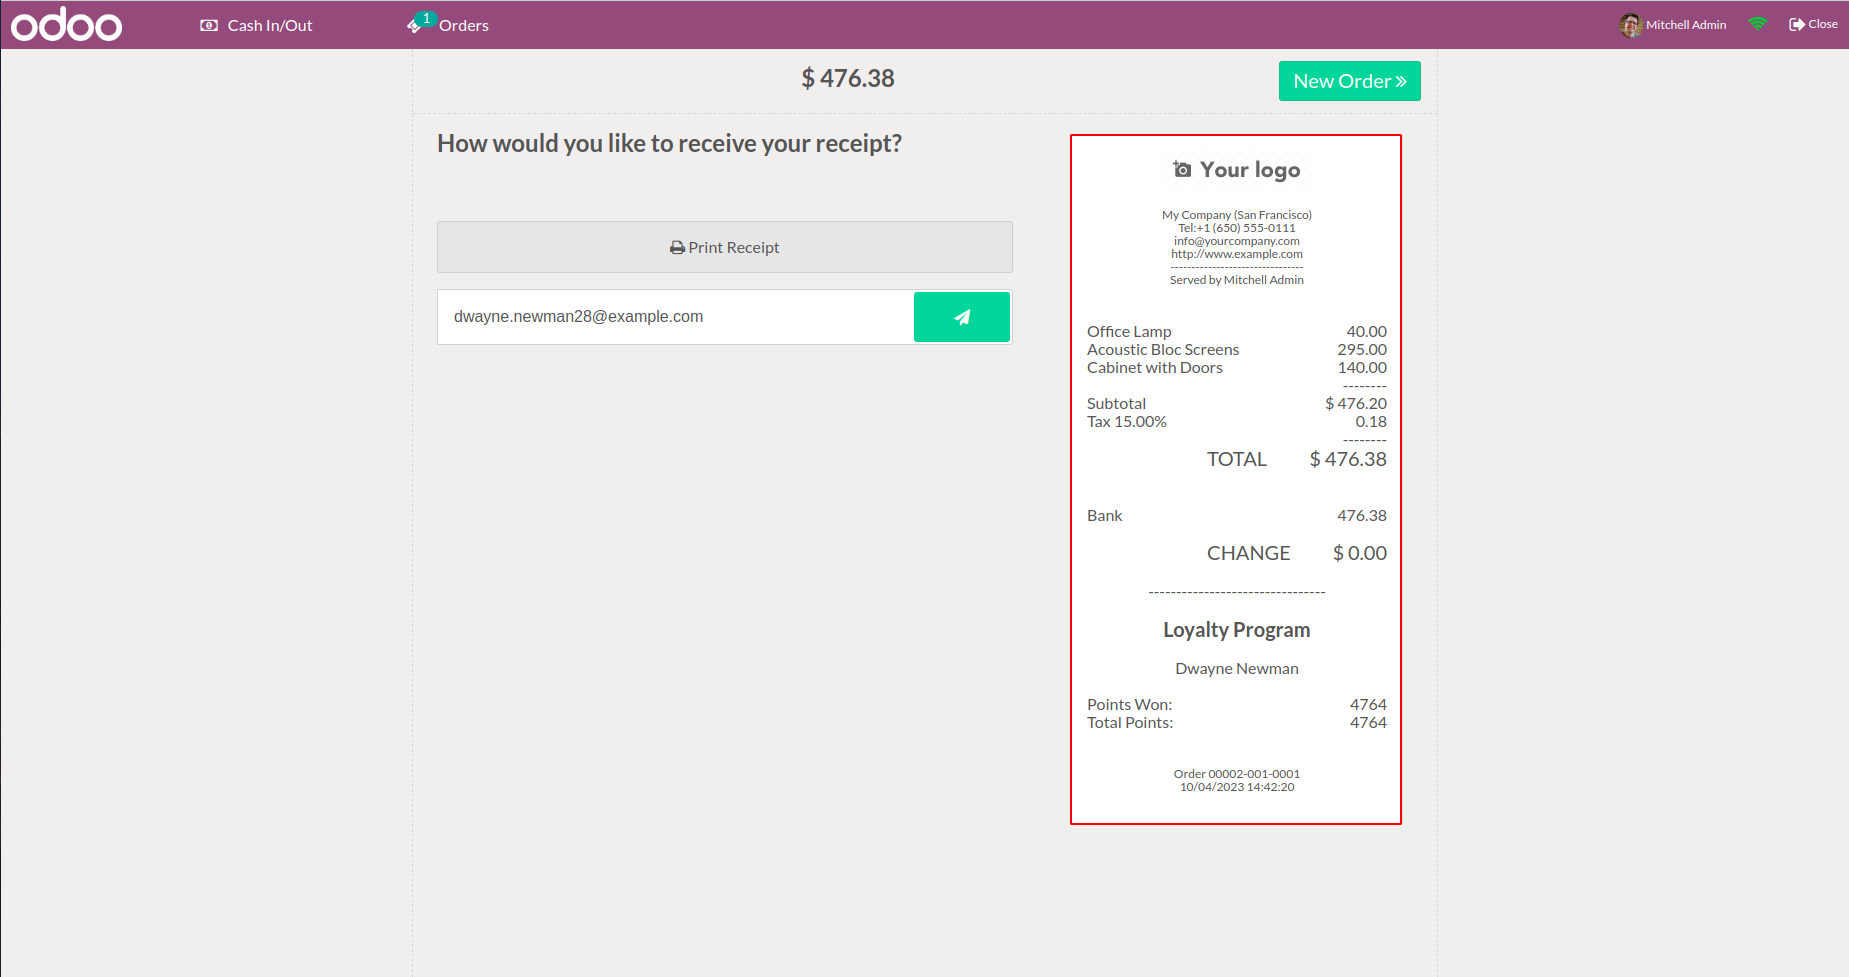 odoo
Cash In/Out
1
Orders
Mitchell Admin
Close
$ 476.38
New Order »
How would you like to receive your receipt?
Print Receipt
dwayne.newman28@example.com
Your logo
My Company (San Francisco)
Tel:+1 (650) 555-0111
info@yourcompany.com
http://www.example.com
--------------------------------
Served by Mitchell Admin
Office Lamp 40.00
Acoustic Bloc Screens 295.00
Cabinet with Doors 140.00
--------
Subtotal $ 476.20
Tax 15.00% 0.18
--------
TOTAL $ 476.38
Bank 476.38
CHANGE $ 0.00
--------------------------------
Loyalty Program
Dwayne Newman
Points Won: 4764
Total Points: 4764
Order 00002-001-0001
10/04/2023 14:42:20